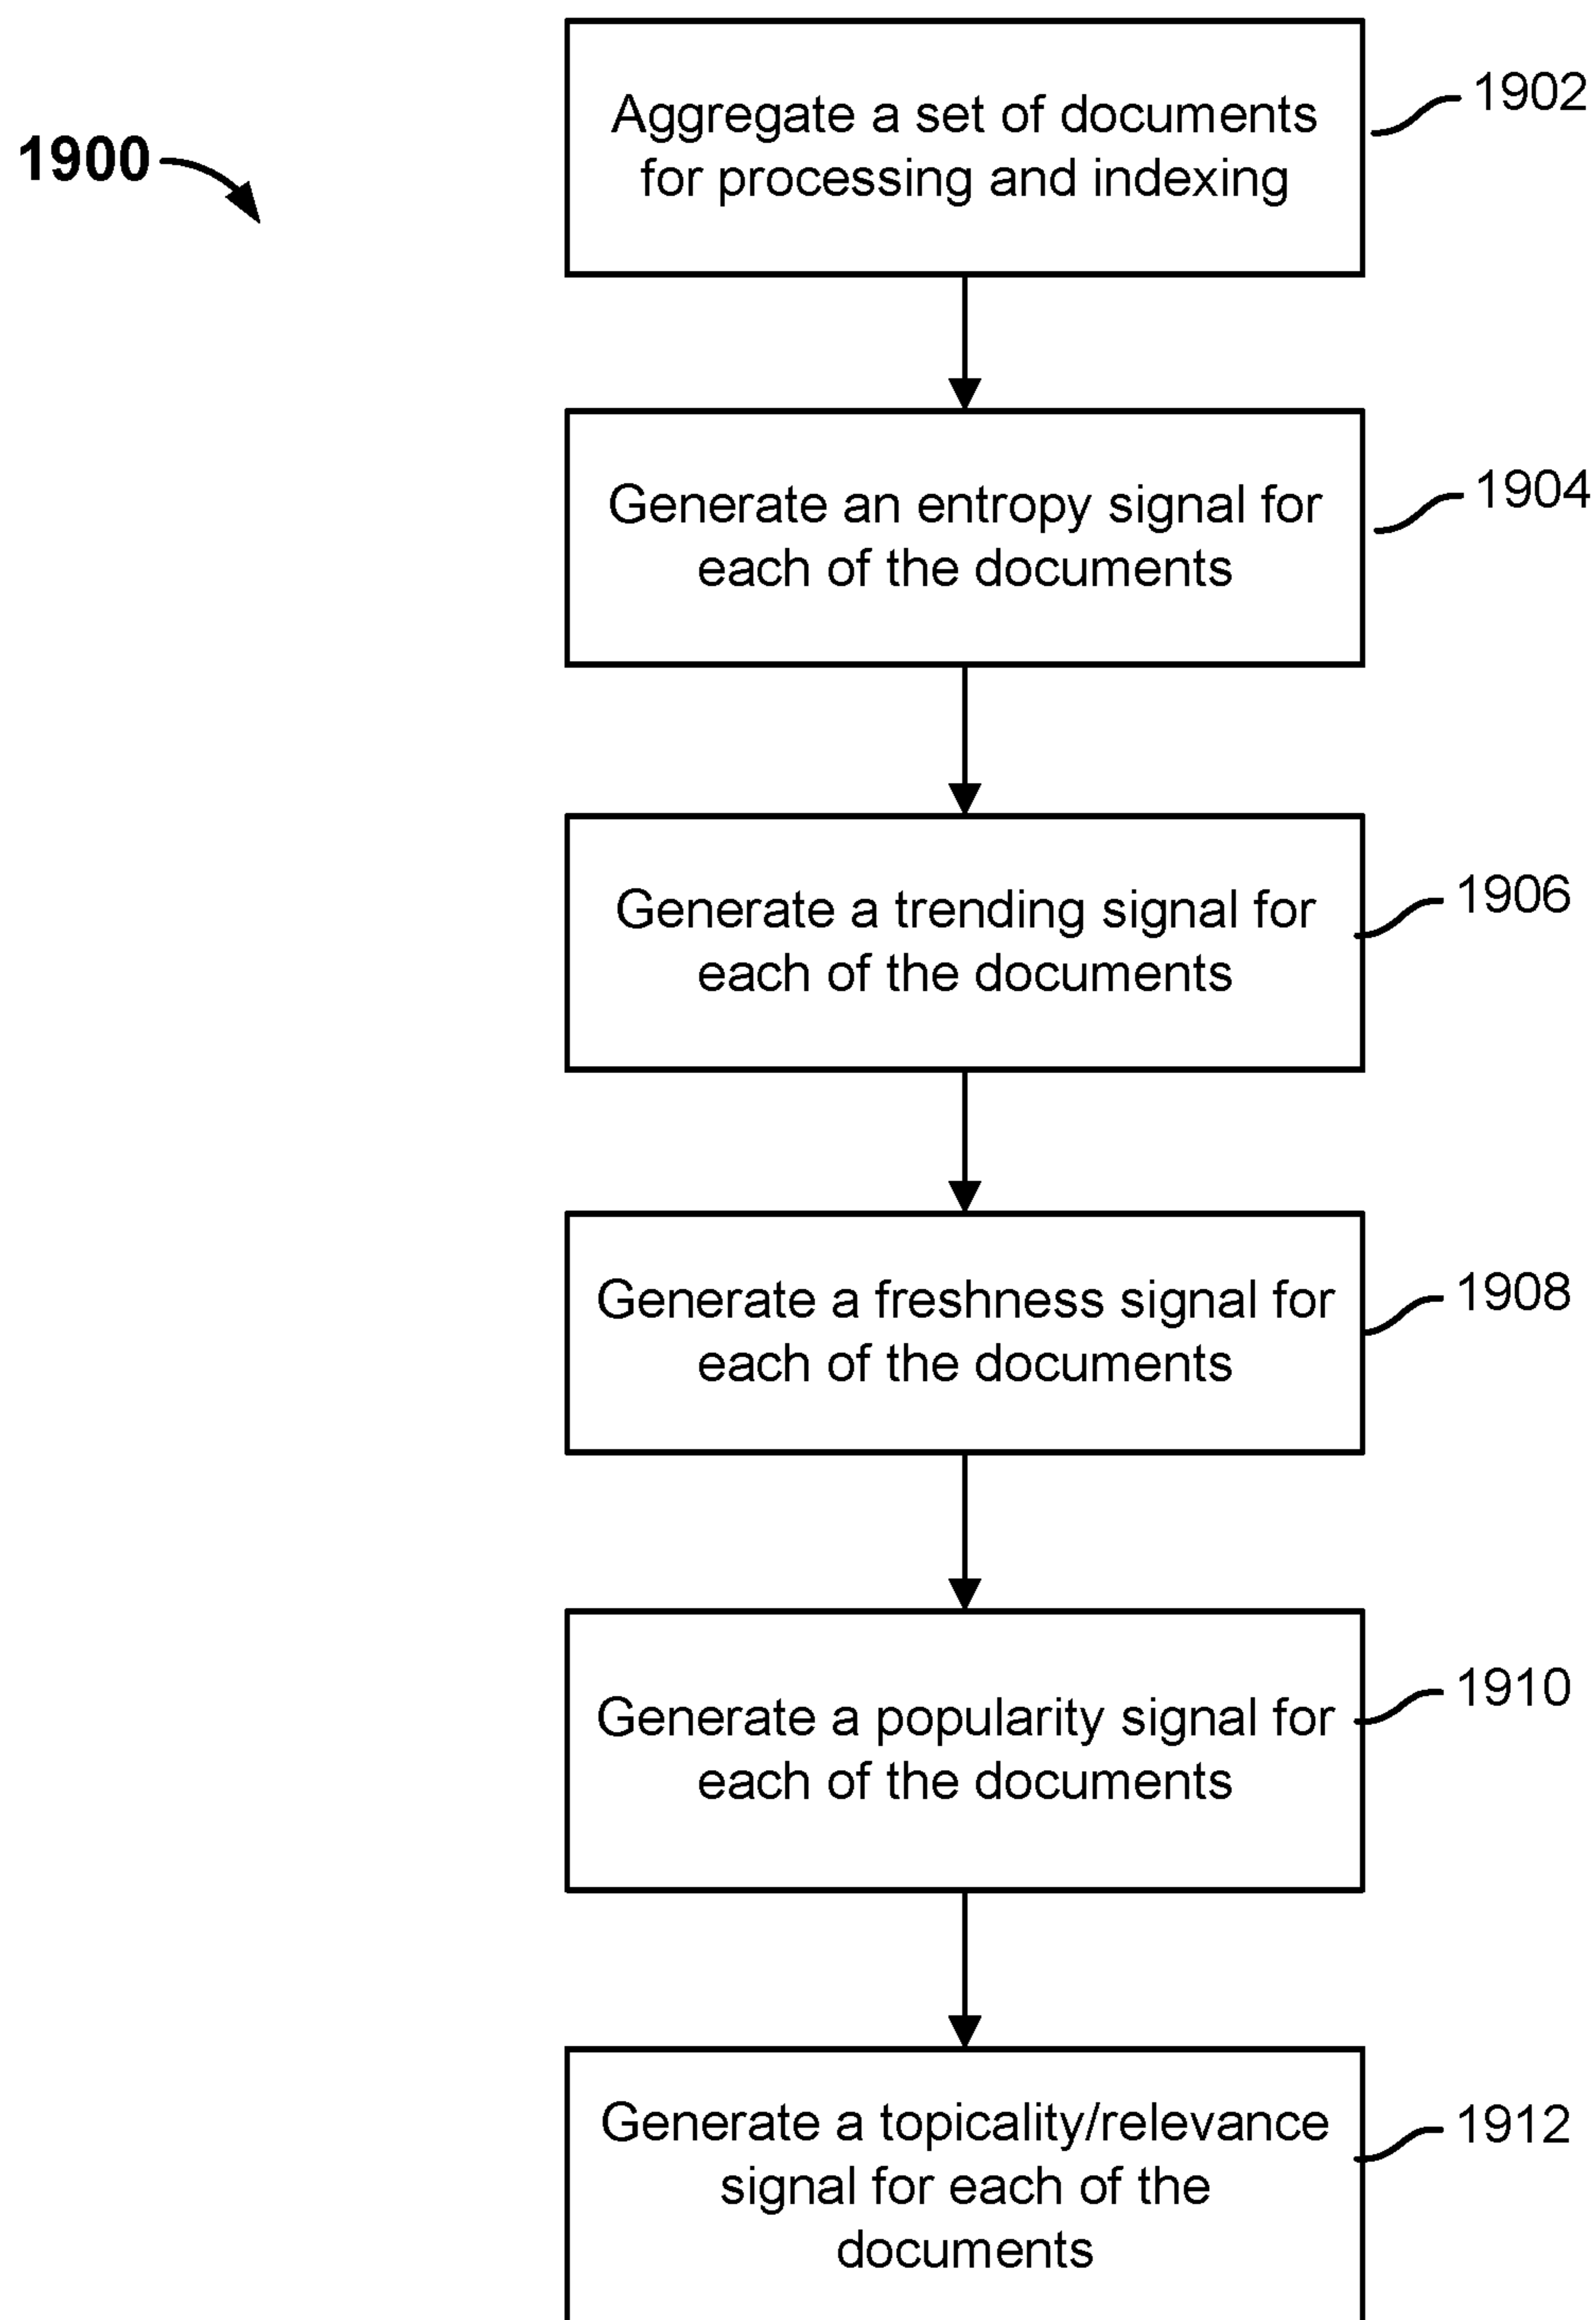 1900
Aggregate a set of documents
for processing and indexing
1902
Generate an entropy signal for
each of the documents
1904
Generate a trending signal for
each of the documents
1906
Generate a freshness signal for
each of the documents
1908
Generate a popularity signal for
each of the documents
1910
Generate a topicality/relevance
signal for each of the
documents
1912